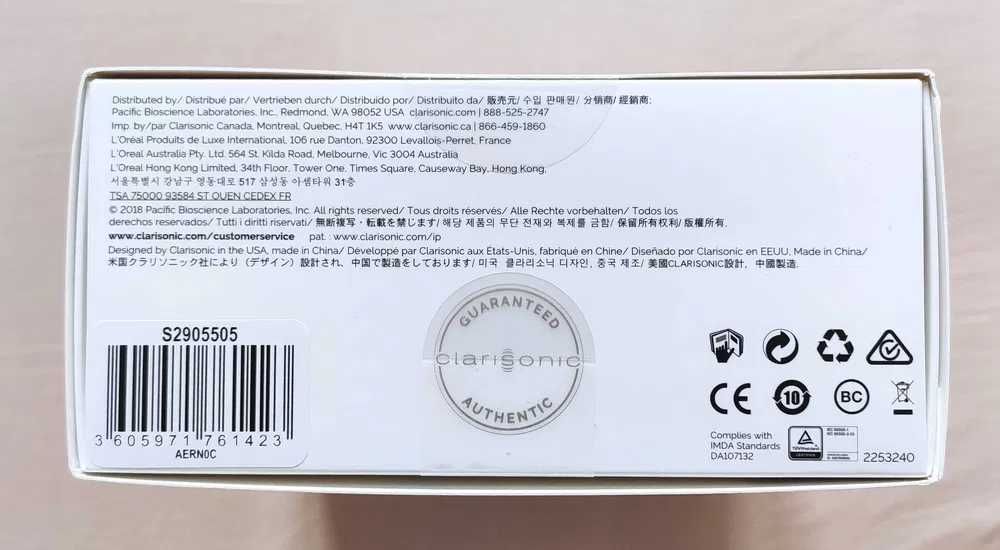 Distributed by/ Distribué par/ Vertrieben durch/ Distribuido por/ Distribuito da/ 販売元/ 수입 판매원/ 分销商/ 經銷商:
Pacific Bioscience Laboratories, Inc., Redmond, WA 98052 USA clarisonic.com | 888-525-2747
Imp. by/par Clarisonic Canada, Montreal, Quebec, H4T 1K5 www.clarisonic.ca | 866-459-1860
L'Oréal Produits de Luxe International, 106 rue Danton, 92300 Levallois-Perret, France
L'Oreal Australia Pty. Ltd. 564 St. Kilda Road, Melbourne, Vic 3004 Australia
L'Oreal Hong Kong Limited, 34th Floor, Tower One, Times Square, Causeway Bay, Hong Kong,
서울특별시 강남구 영동대로 517 삼성동 아셈타워 31층
TSA 75000 93584 ST OUEN CEDEX FR
© 2018 Pacific Bioscience Laboratories, Inc. All rights reserved/ Tous droits réservés/ Alle Rechte vorbehalten/ Todos los
derechos reservados/ Tutti i diritti riservati/ 無断複写・転載を禁じます/ 해당 제품의 무단 전재와 복제를 금함/ 保留所有权利/ 版權所有.
www.clarisonic.com/customerservice pat.: www.clarisonic.com/ip
Designed by Clarisonic in the USA, made in China/ Développé par Clarisonic aux États-Unis, fabriqué en Chine/ Diseñado por Clarisonic en EEUU, Made in China/
米国クラリソニック社により（デザイン）設計され、中国で製造をしております/ 미국 클라리소닉 디자인, 중국 제조/ 美國CLARISONIC設計, 中國製造.
S2905505
3 605971 761423
AERN0C
GUARANTEED
clarisonic
AUTHENTIC
CE
10
BC
Complies with
IMDA Standards
DA107132
TÜVRheinland
CERTIFIED
2253240